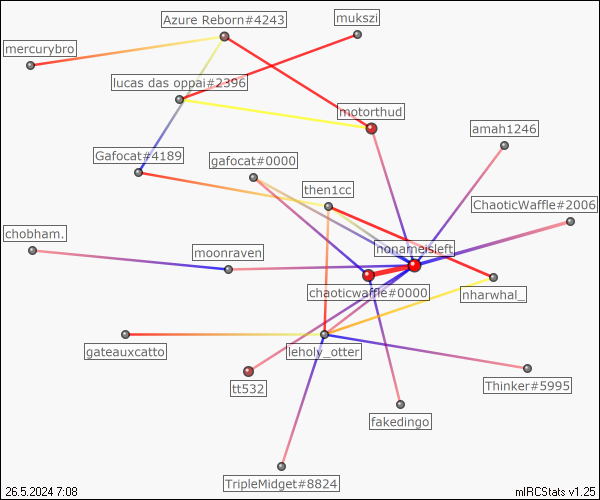 Azure Reborn#4243
mukszi
mercurybro
lucas das oppai#2396
motorthud
amah1246
Gafocat#4189
gafocat#0000
then1cc
ChaoticWaffle#2006
chobham.
nonameisleft
moonraven
chaoticwaffle#0000
nharwhal_
gateauxcatto
leholy_otter
tt532
Thinker#5995
fakedingo
TripleMidget#8824
26.5.2024 7:08
mIRCStats v1.25